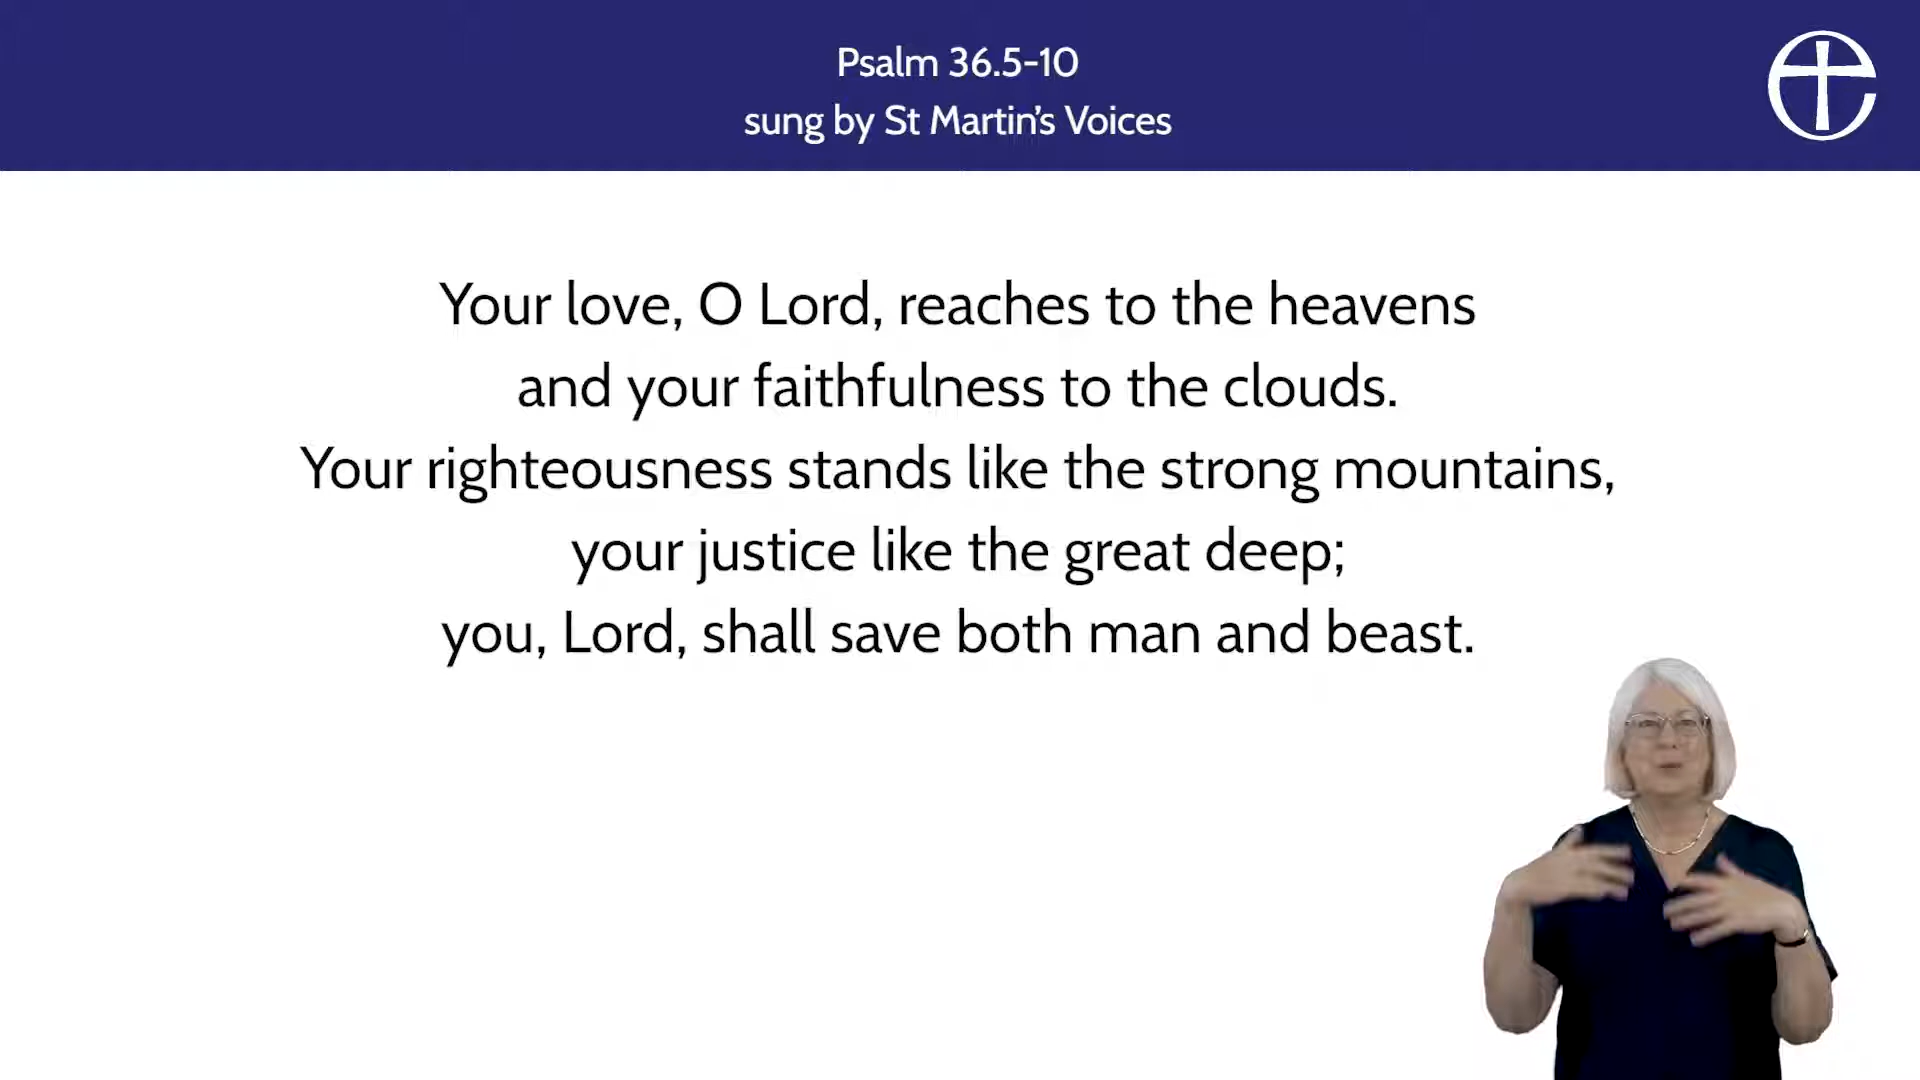 Psalm 36.5-10
sung by St Martin's Voices
Your love, O Lord, reaches to the heavens
and your faithfulness to the clouds.
Your righteousness stands like the strong mountains,
your justice like the great deep;
you, Lord, shall save both man and beast.